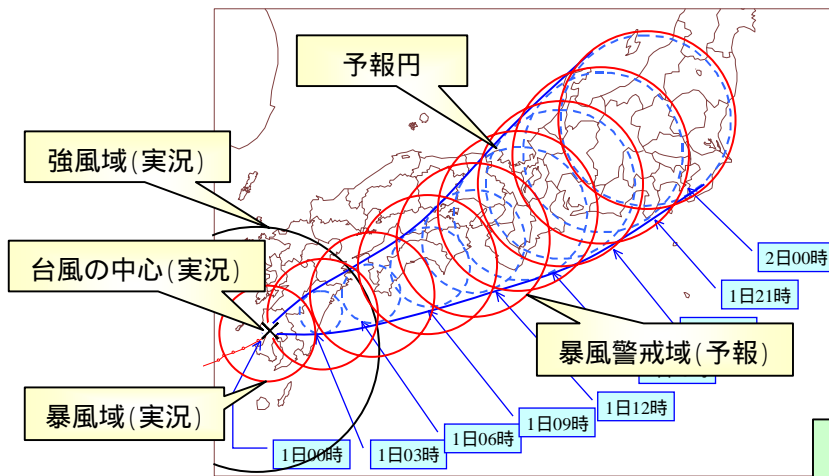 予報円
強風域(実況)
台風の中心(実況)
暴風域(実況)
暴風警戒域(予報)
2日00時
1日21時
1日12時
1日09時
1日06時
1日03時
1日00時